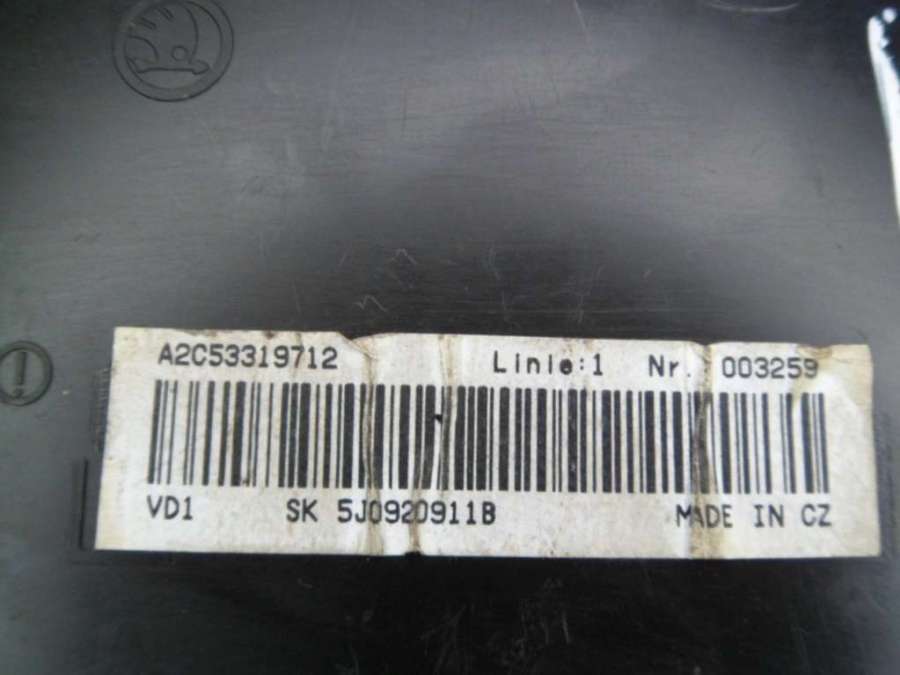 A2C53319712 Linie:1 Nr. 003259
VD1 SK 5J0920911B MADE IN CZ